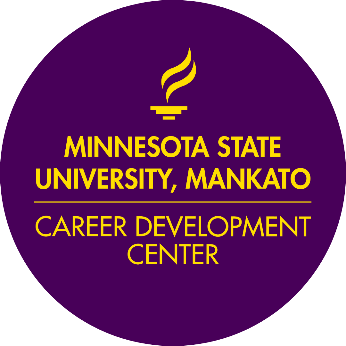 MINNESOTA STATE
UNIVERSITY, MANKATO
CAREER DEVELOPMENT
CENTER